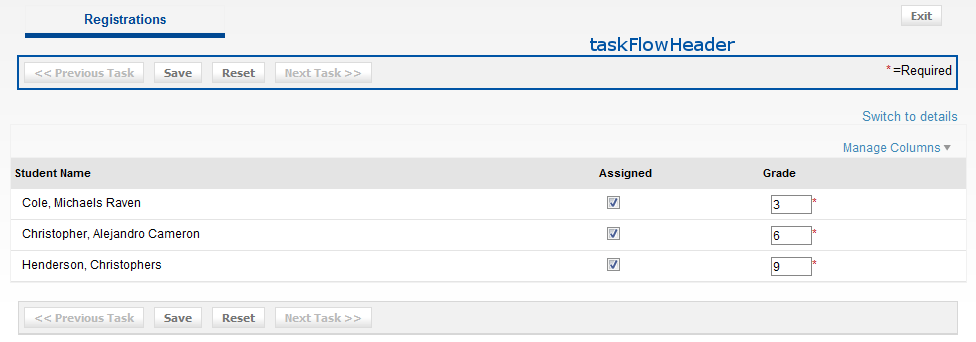 Registrations
Exit
taskFlowHeader
<< Previous Task Save Reset Next Task >> * =Required
Switch to details
Manage Columns
Student Name Assigned Grade
Cole, Michaels Raven 3 *
Christopher, Alejandro Cameron 6 *
Henderson, Christophers 9 *
<< Previous Task Save Reset Next Task >>